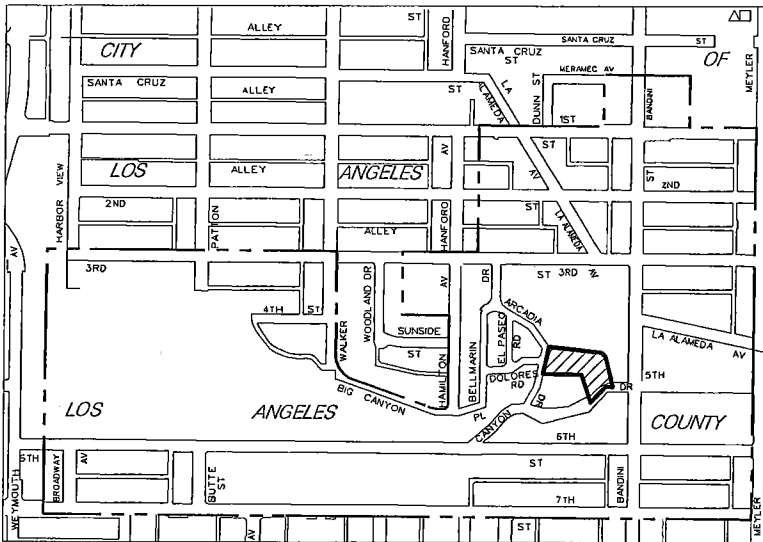 ST
ALLEY
HANFORD
SANTA CRUZ ST
CITY
SANTA CRUZ
ST
OF
MERAMEC AV
MEYLER
SANTA CRUZ
ALLEY
ST
LA ALAMEDA AV
DUNN ST
BANDINI ST
1ST
HARBOR VIEW AV
LOS
ALLEY
ANGELES
AV
ST
2ND
2ND
PATTON
ST
HANFORD
LA ALAMEDA
ALLEY
3RD
WOODLAND DR
AV
DR
ST 3RD
ARCADIA
4TH ST
WALKER
SUNSIDE
ST
HAMILTON
BELLMARIN
EL PASEO
RD
LA ALAMEDA AV
DOLORES
RD
DR
DR
5TH
BIG CANYON
PL
CANYON
LOS
ANGELES
COUNTY
6TH
5TH
WEYMOUTH
BROADWAY
AV
BUTTE ST
ST
7TH
BANDINI
MEYLER
AV
ST